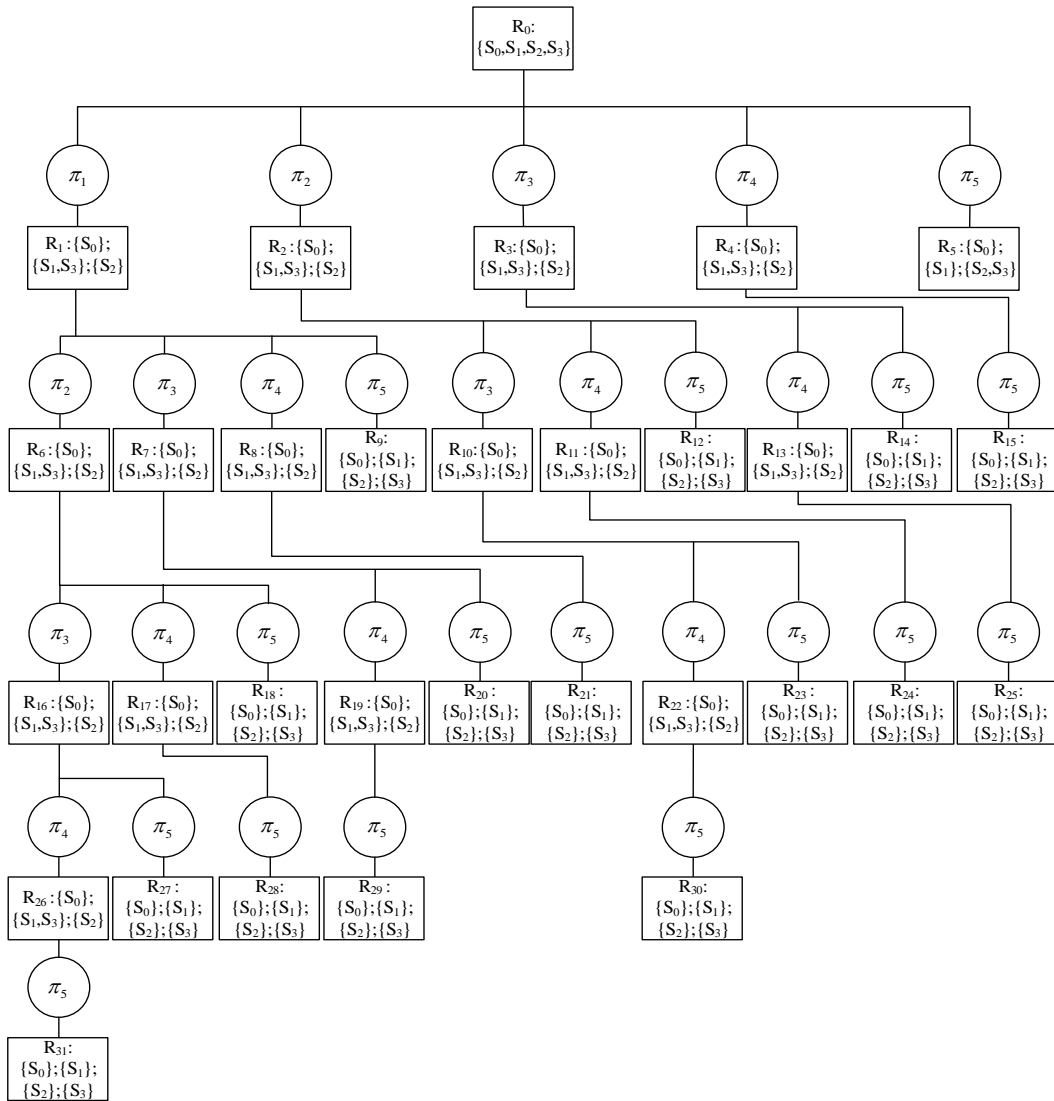 R₀:
{S₀,S₁,S₂,S₃}
π₁
π₂
π₃
π₄
π₅
R₁:{S₀};
{S₁,S₃};{S₂}
R₂:{S₀};
{S₁,S₃};{S₂}
R₃:{S₀};
{S₁,S₃};{S₂}
R₄:{S₀};
{S₁,S₃};{S₂}
R₅:{S₀};
{S₁};{S₂,S₃}
π₂
π₃
π₄
π₅
π₃
π₄
π₅
π₄
π₅
π₅
R₆:{S₀};
{S₁,S₃};{S₂}
R₇:{S₀};
{S₁,S₃};{S₂}
R₈:{S₀};
{S₁,S₃};{S₂}
R₉:
{S₀};{S₁};
{S₂};{S₃}
R₁₀:{S₀};
{S₁,S₃};{S₂}
R₁₁:{S₀};
{S₁,S₃};{S₂}
R₁₂:
{S₀};{S₁};
{S₂};{S₃}
R₁₃:{S₀};
{S₁,S₃};{S₂}
R₁₄:
{S₀};{S₁};
{S₂};{S₃}
R₁₅:
{S₀};{S₁};
{S₂};{S₃}
π₃
π₄
π₅
π₄
π₅
π₅
π₄
π₅
π₅
π₅
R₁₆:{S₀};
{S₁,S₃};{S₂}
R₁₇:{S₀};
{S₁,S₃};{S₂}
R₁₈:
{S₀};{S₁};
{S₂};{S₃}
R₁₉:{S₀};
{S₁,S₃};{S₂}
R₂₀:
{S₀};{S₁};
{S₂};{S₃}
R₂₁:
{S₀};{S₁};
{S₂};{S₃}
R₂₂:{S₀};
{S₁,S₃};{S₂}
R₂₃:
{S₀};{S₁};
{S₂};{S₃}
R₂₄:
{S₀};{S₁};
{S₂};{S₃}
R₂₅:
{S₀};{S₁};
{S₂};{S₃}
π₄
π₅
π₅
π₅
π₅
R₂₆:{S₀};
{S₁,S₃};{S₂}
R₂₇:
{S₀};{S₁};
{S₂};{S₃}
R₂₈:
{S₀};{S₁};
{S₂};{S₃}
R₂₉:
{S₀};{S₁};
{S₂};{S₃}
R₃₀:
{S₀};{S₁};
{S₂};{S₃}
π₅
R₃₁:
{S₀};{S₁};
{S₂};{S₃}